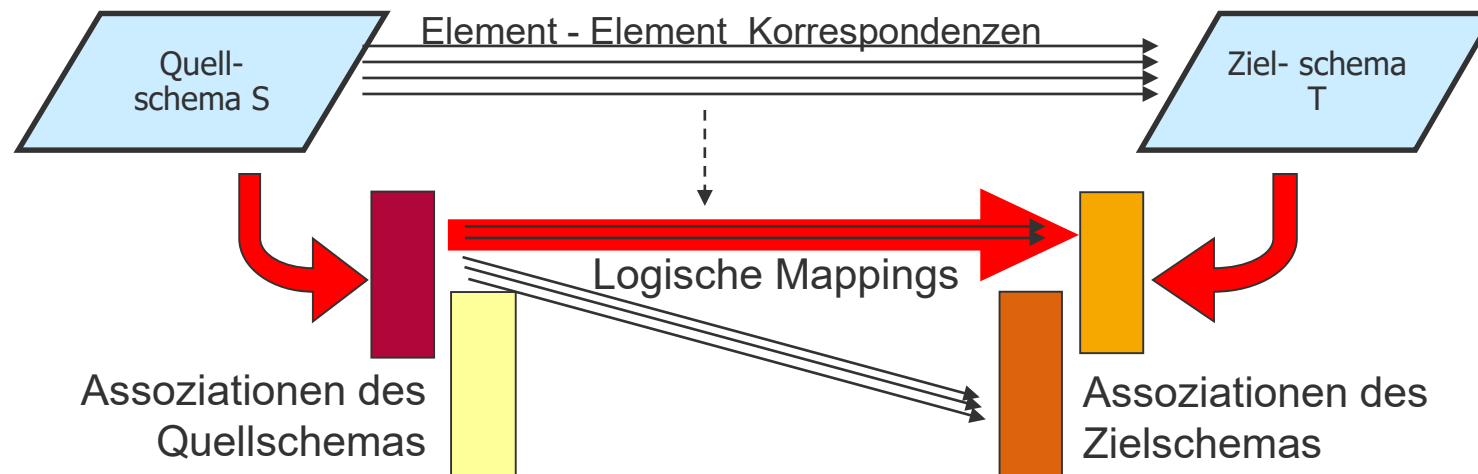 Element - Element Korrespondenzen
Quell-
schema S
Ziel- schema
T
Logische Mappings
Assoziationen des
Quellschemas
Assoziationen des
Zielschemas